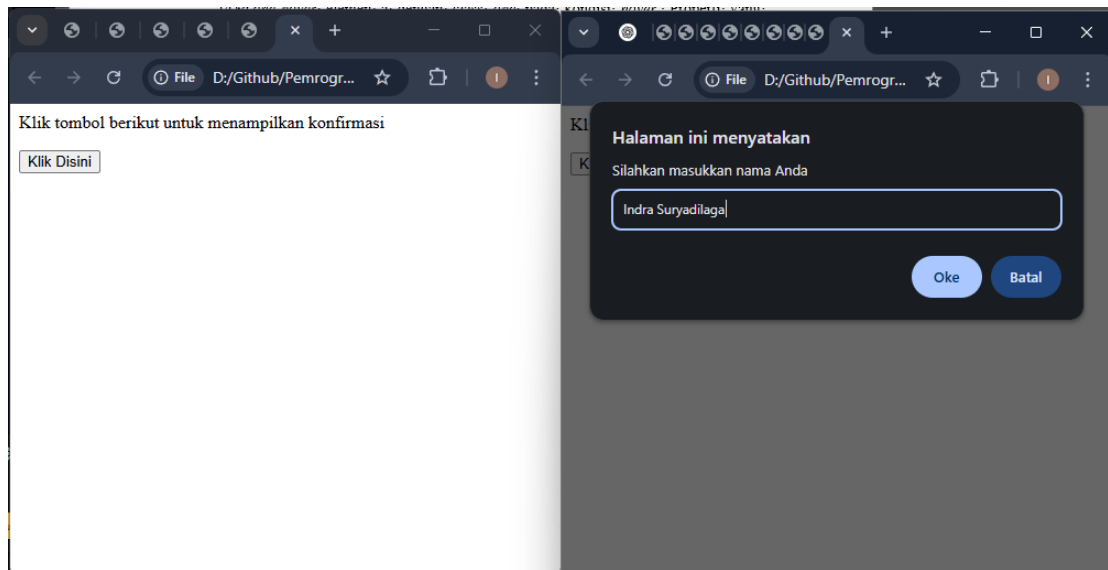 File D:/Github/Pemrogr...
Klik tombol berikut untuk menampilkan konfirmasi
Klik Disini
File D:/Github/Pemrogr...
Kl
K
Halaman ini menyatakan
Silahkan masukkan nama Anda
Indra Suryadilaga
Oke
Batal